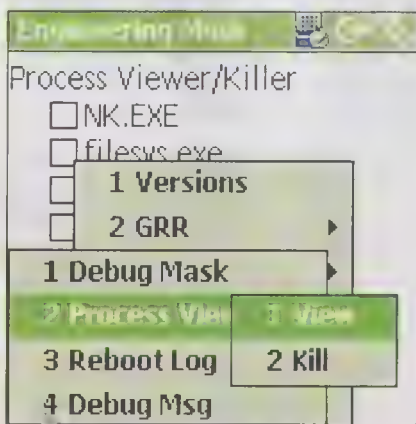 Engineering Mode
Process Viewer/Killer
NK.EXE
filesys.exe
1 Versions
2 GRR
1 Debug Mask
2 Process Vie
1 View
3 Reboot Log
2 Kill
4 Debug Msg